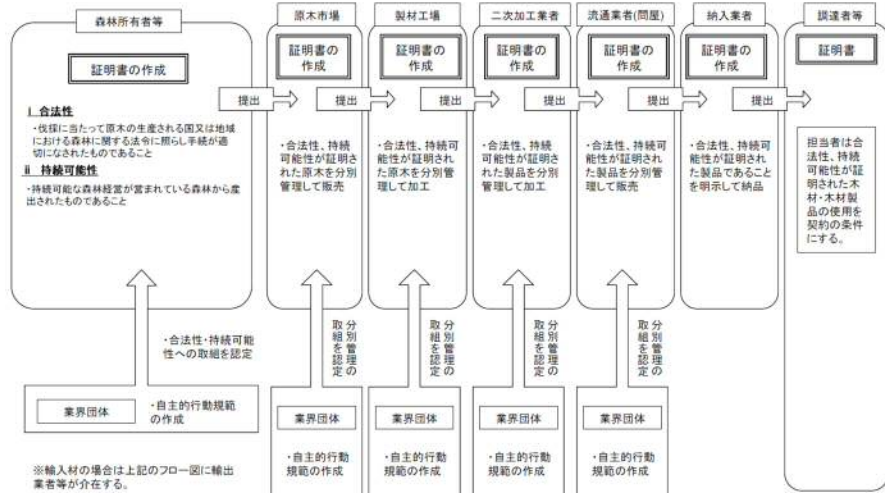 森林所有者等
証明書の作成
ⅰ 合法性
・伐採に当たって原木の生産される国又は地域
における森林に関する法令に照らし手続が適
切になされたものであること
ⅱ 持続可能性
・持続可能な森林経営が営まれている森林から産
出されたものであること
提出
原木市場
証明書の
作成
・合法性、持続
可能性が証明さ
れた原木を分別
管理して販売
提出
製材工場
証明書の
作成
・合法性、持続可
能性が証明され
た原木を分別管
理して加工
提出
二次加工業者
証明書の
作成
・合法性、持続
可能性が証明さ
れた製品を分別
管理して加工
提出
流通業者(問屋)
証明書の
作成
・合法性、持続可
能性が証明され
た製品を分別管
理して販売
提出
納入業者
証明書の
作成
・合法性、持続可
能性が証明され
た製品であること
を明示して納品
提出
調達者等
証明書
担当者は合
法性、持続
可能性が証
明された木
材・木材製
品の使用を
契約の条件
にする。
・合法性・持続可能
性への取組を認定
業界団体
・自主的行動規範
の作成
分別管理の
取組を認定
業界団体
・自主的行動
規範の作成
分別管理の
取組を認定
業界団体
・自主的行動
規範の作成
分別管理の
取組を認定
業界団体
・自主的行動
規範の作成
分別管理の
取組を認定
業界団体
・自主的行動
規範の作成
※輸入材の場合は上記のフロー図に輸出
業者等が介在する。